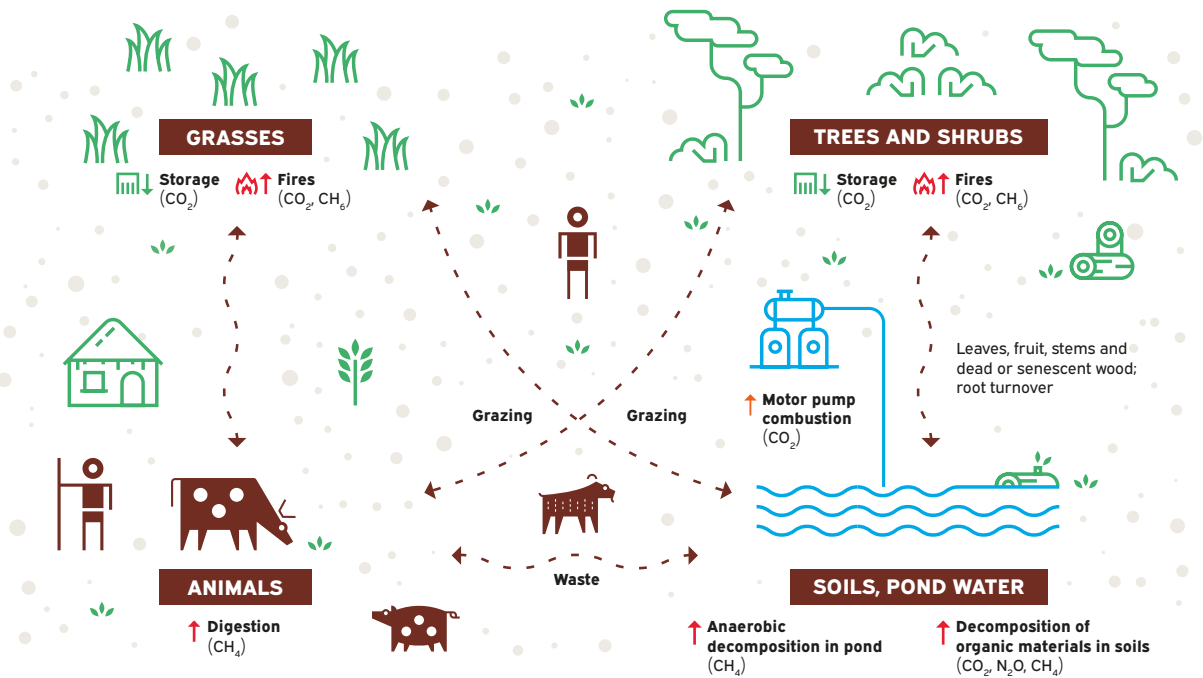 GRASSES
Storage
(CO₂)
Fires
(CO₂, CH₆)
TREES AND SHRUBS
Storage
(CO₂)
Fires
(CO₂, CH₆)
Leaves, fruit, stems and
dead or senescent wood;
root turnover
Motor pump
combustion
(CO₂)
Grazing
Grazing
Waste
ANIMALS
Digestion
(CH₄)
SOILS, POND WATER
Anaerobic
decomposition in pond
(CH₄)
Decomposition of
organic materials in soils
(CO₂, N₂O, CH₄)